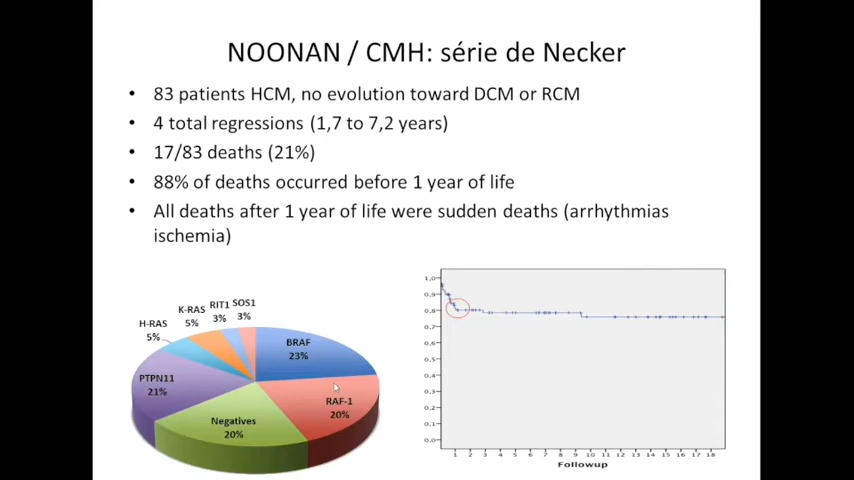 NOONAN / CMH: série de Necker
• 83 patients HCM, no evolution toward DCM or RCM
• 4 total regressions (1,7 to 7,2 years)
• 17/83 deaths (21%)
• 88% of deaths occurred before 1 year of life
• All deaths after 1 year of life were sudden deaths (arrhythmias
ischemia)
H-RAS
5%
K-RAS
5%
RIT1
3%
SOS1
3%
BRAF
23%
RAF-1
20%
Negatives
20%
PTPN11
21%
1,0
0,9
0,8
0,7
0,6
0,5
0,4
0,3
0,2
0,1
0,0
1 2 3 4 5 6 7 8 9 10 11 12 13 14 15 16 17 18
Followup